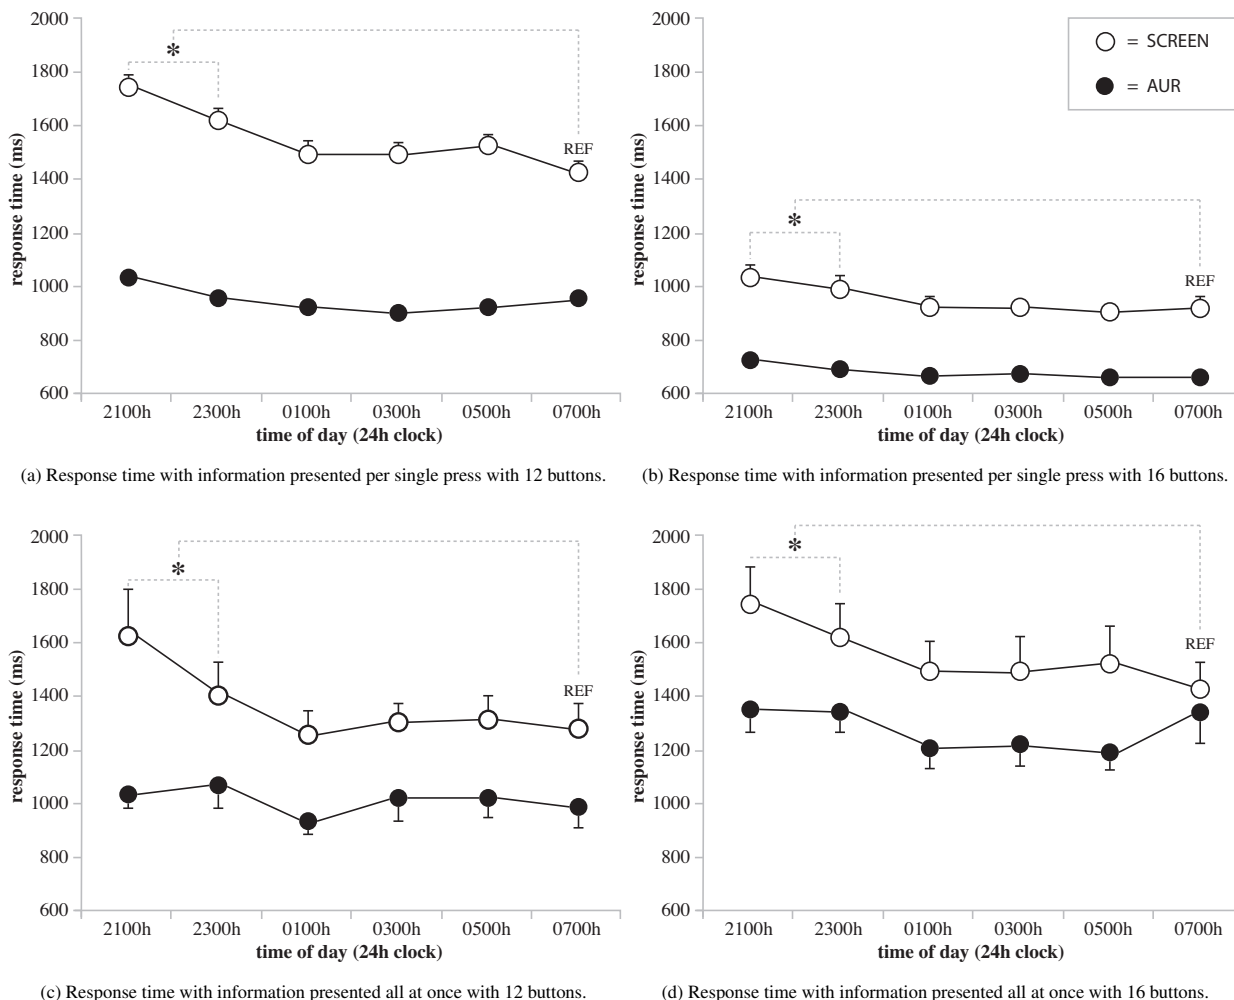 2000
1800
1600
1400
1200
1000
800
600
response time (ms)
*
REF
2100h 2300h 0100h 0300h 0500h 0700h
time of day (24h clock)
(a) Response time with information presented per single press with 12 buttons.
2000
1800
1600
1400
1200
1000
800
600
response time (ms)
= SCREEN
= AUR
*
REF
2100h 2300h 0100h 0300h 0500h 0700h
time of day (24h clock)
(b) Response time with information presented per single press with 16 buttons.
2000
1800
1600
1400
1200
1000
800
600
response time (ms)
*
REF
2100h 2300h 0100h 0300h 0500h 0700h
time of day (24h clock)
(c) Response time with information presented all at once with 12 buttons.
2000
1800
1600
1400
1200
1000
800
600
response time (ms)
*
REF
2100h 2300h 0100h 0300h 0500h 0700h
time of day (24h clock)
(d) Response time with information presented all at once with 16 buttons.